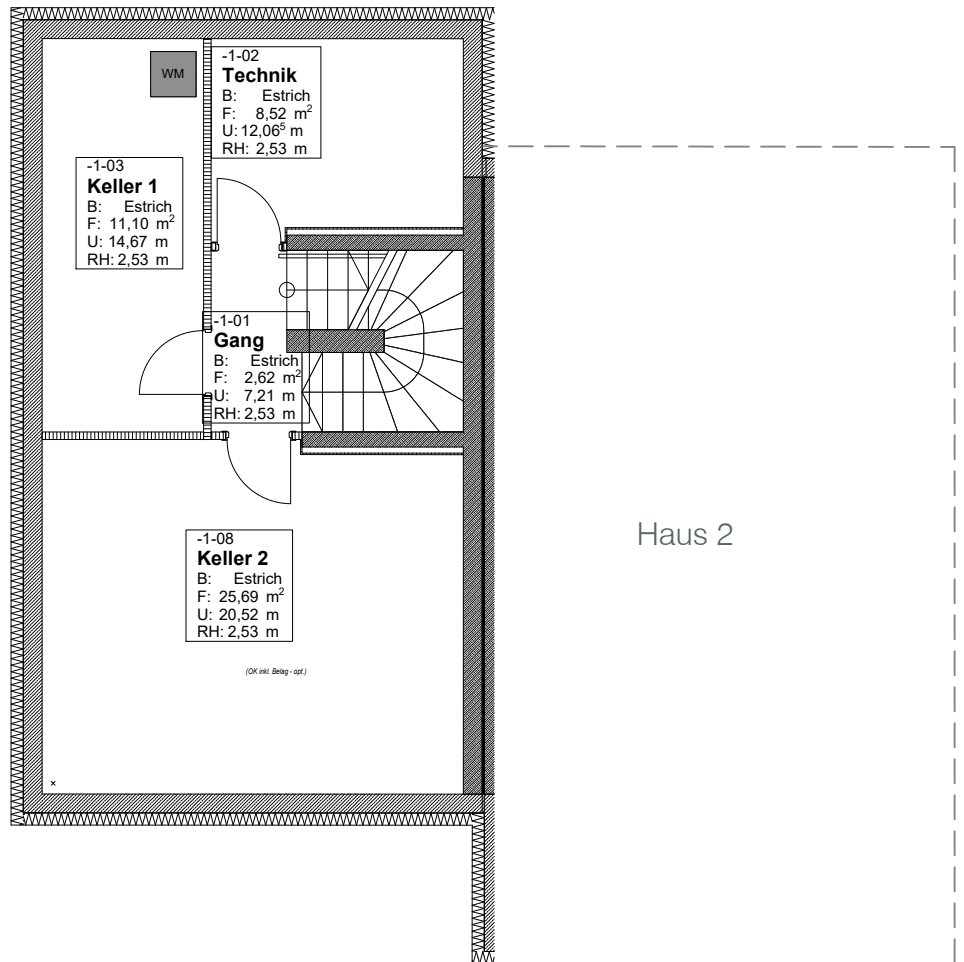 -1-02
Technik
B: Estrich
F: 8,52 m²
U: 12,06⁵ m
RH: 2,53 m
WM
-1-03
Keller 1
B: Estrich
F: 11,10 m²
U: 14,67 m
RH: 2,53 m
-1-01
Gang
B: Estrich
F: 2,62 m²
U: 7,21 m
RH: 2,53 m
-1-08
Keller 2
B: Estrich
F: 25,69 m²
U: 20,52 m
RH: 2,53 m
(OK inkl. Belag - opt.)
Haus 2